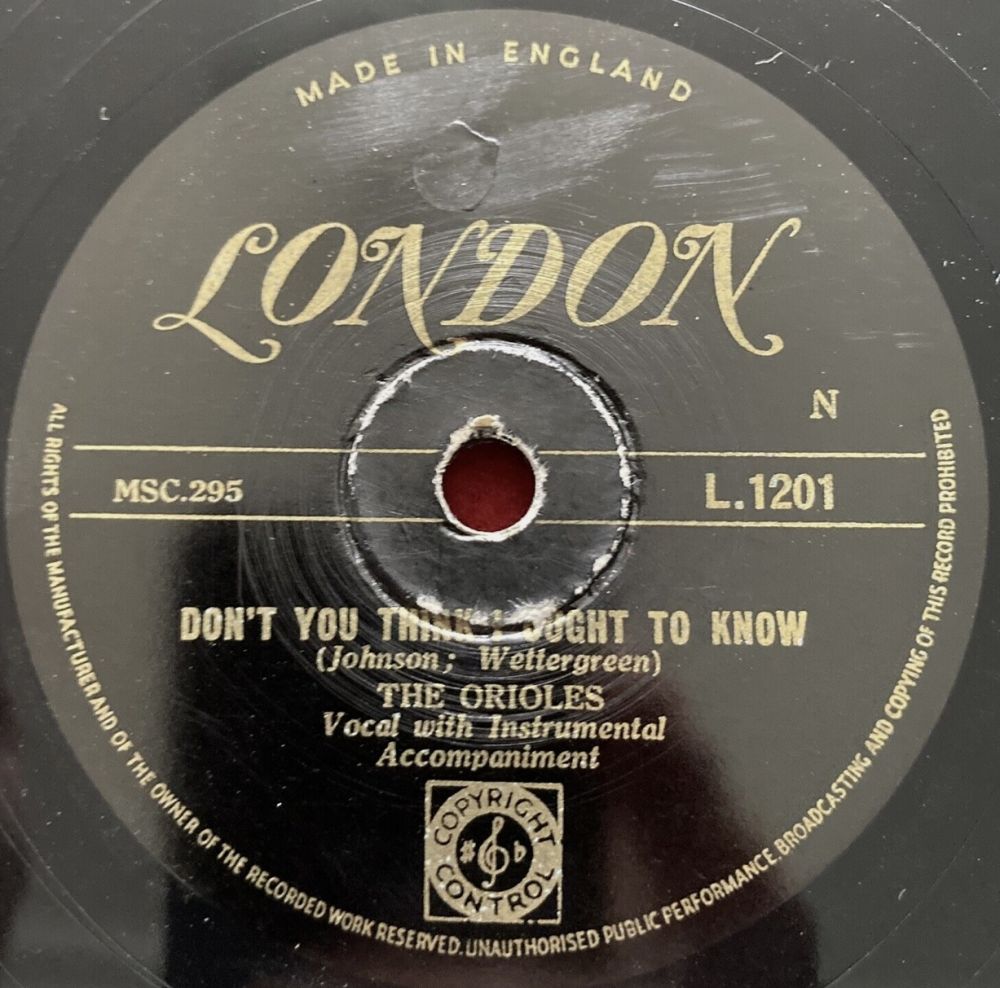 MADE IN ENGLAND
LONDON
N
MSC.295
L.1201
DON'T YOU THINK I OUGHT TO KNOW
(Johnson; Wettergreen)
THE ORIOLES
Vocal with Instrumental
Accompaniment
COPYRIGHT
CONTROL
ALL RIGHTS OF THE MANUFACTURER AND OF THE OWNER OF THE RECORDED WORK RESERVED. UNAUTHORISED PUBLIC PERFORMANCE, BROADCASTING AND COPYING OF THIS RECORD PROHIBITED